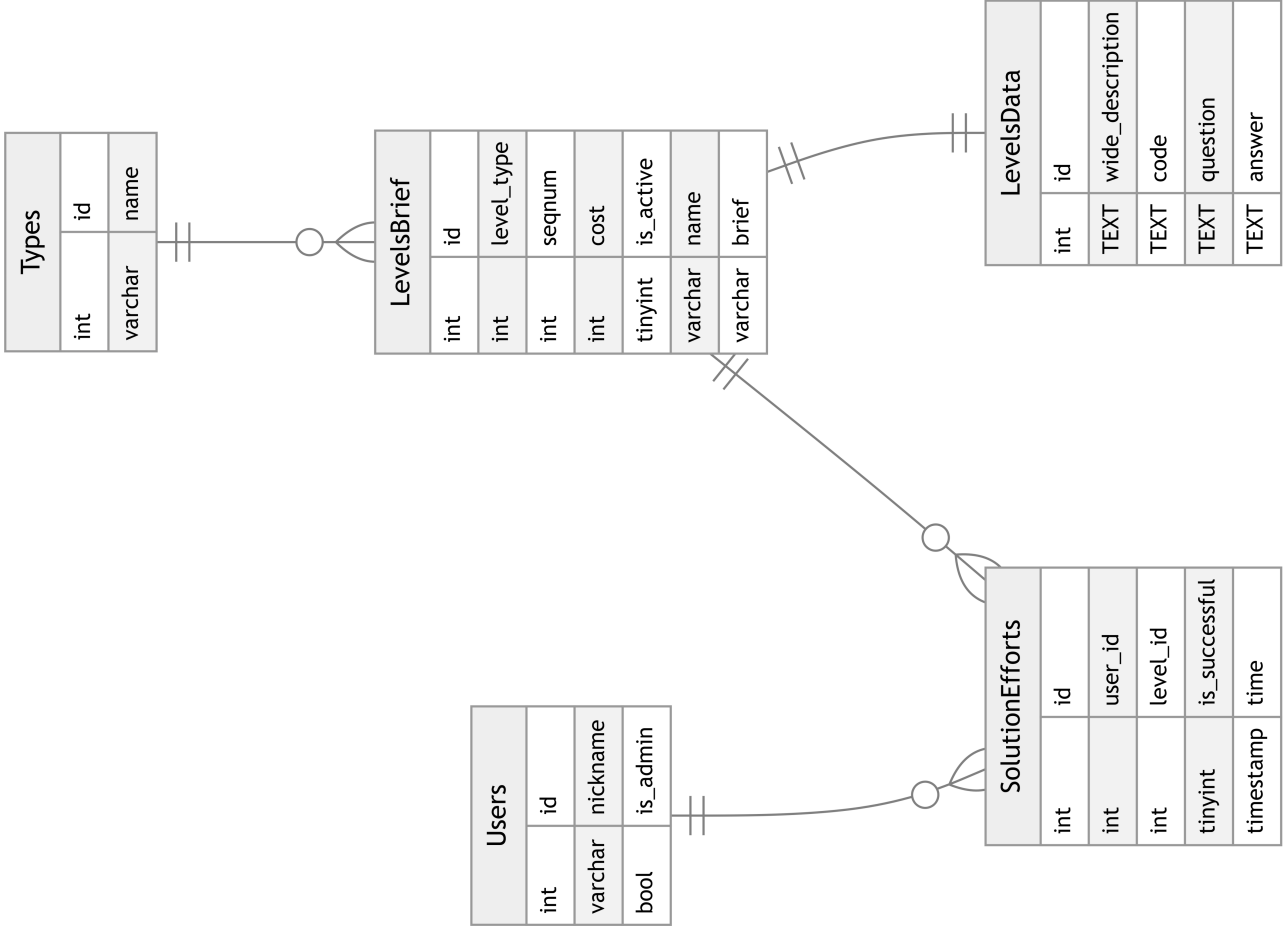 Types
int id
varchar name
LevelsBrief
int id
int level_type
int seqnum
int cost
tinyint is_active
varchar name
varchar brief
LevelsData
int id
TEXT wide_description
TEXT code
TEXT question
TEXT answer
Users
int id
varchar nickname
bool is_admin
SolutionEfforts
int id
int user_id
int level_id
tinyint is_successful
timestamp time